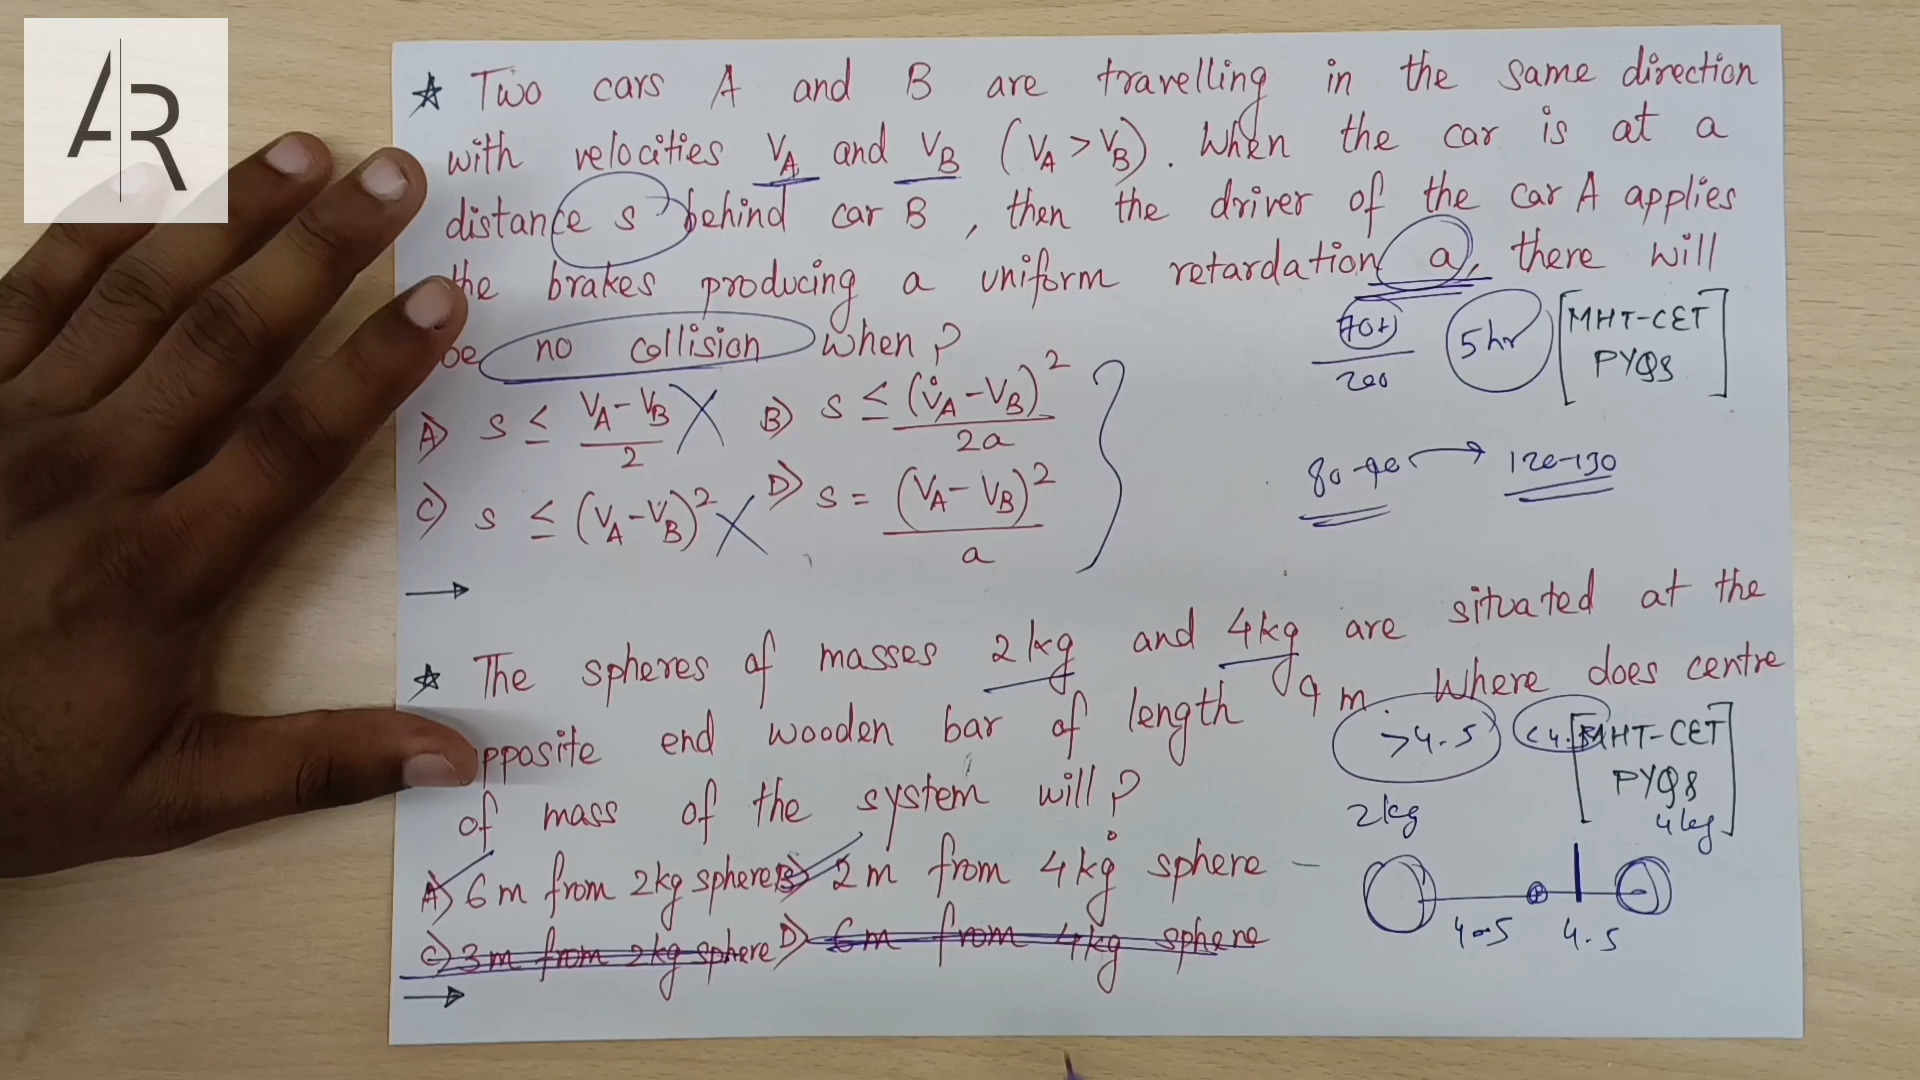 AR
☆ Two cars A and B are travelling in the same direction
with velocities VA and VB (VA > VB). When the car is at a
distance s behind car B, then the driver of the car A applies
the brakes producing a uniform retardation a, there will
be no collision when?
70+ / 200
5 hr
[MHT-CET
PYQs]
A) s ≤ (VA - VB) / 2
B) s ≤ (VA - VB)² / 2a
C) s ≤ (VA - VB)²
D) s = (VA - VB)² / a
80-90 → 120-130
→
☆ The spheres of masses 2kg and 4kg are situated at the
opposite end wooden bar of length 9 m. Where does centre
of mass of the system will?
>4.5
<4.5
[MHT-CET
PYQs]
2kg
4kg
A) 6m from 2kg sphere
B) 2m from 4kg sphere
C) 3m from 2kg sphere
D) 6m from 4kg sphere
4.5 4.5
→